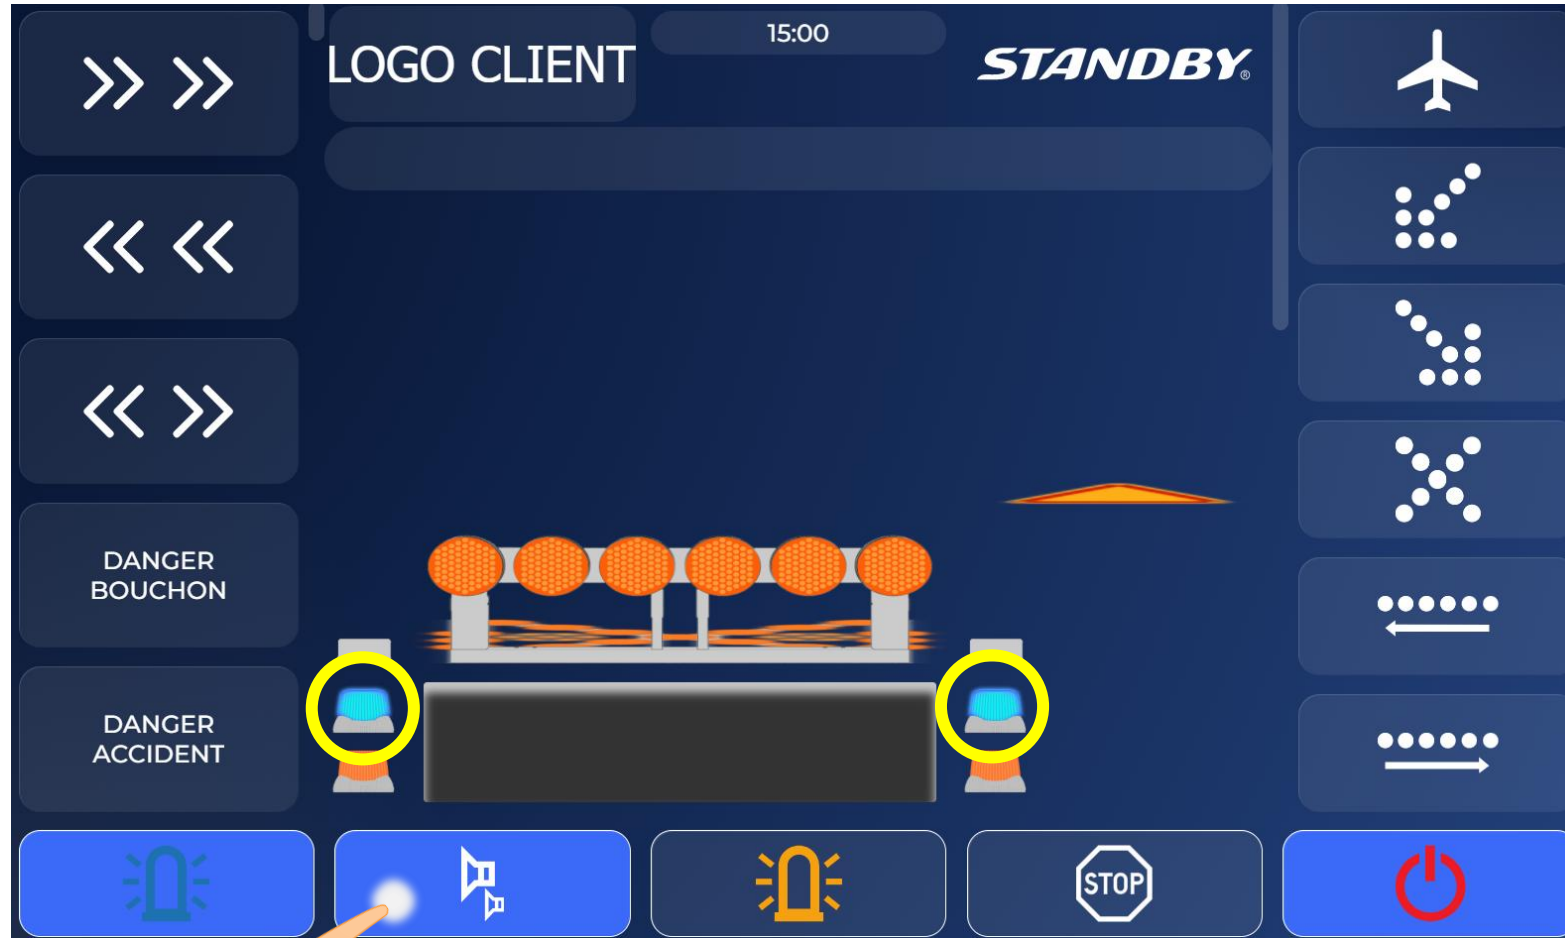 LOGO CLIENT
15:00
STANDBY®
DANGER
BOUCHON
DANGER
ACCIDENT
STOP